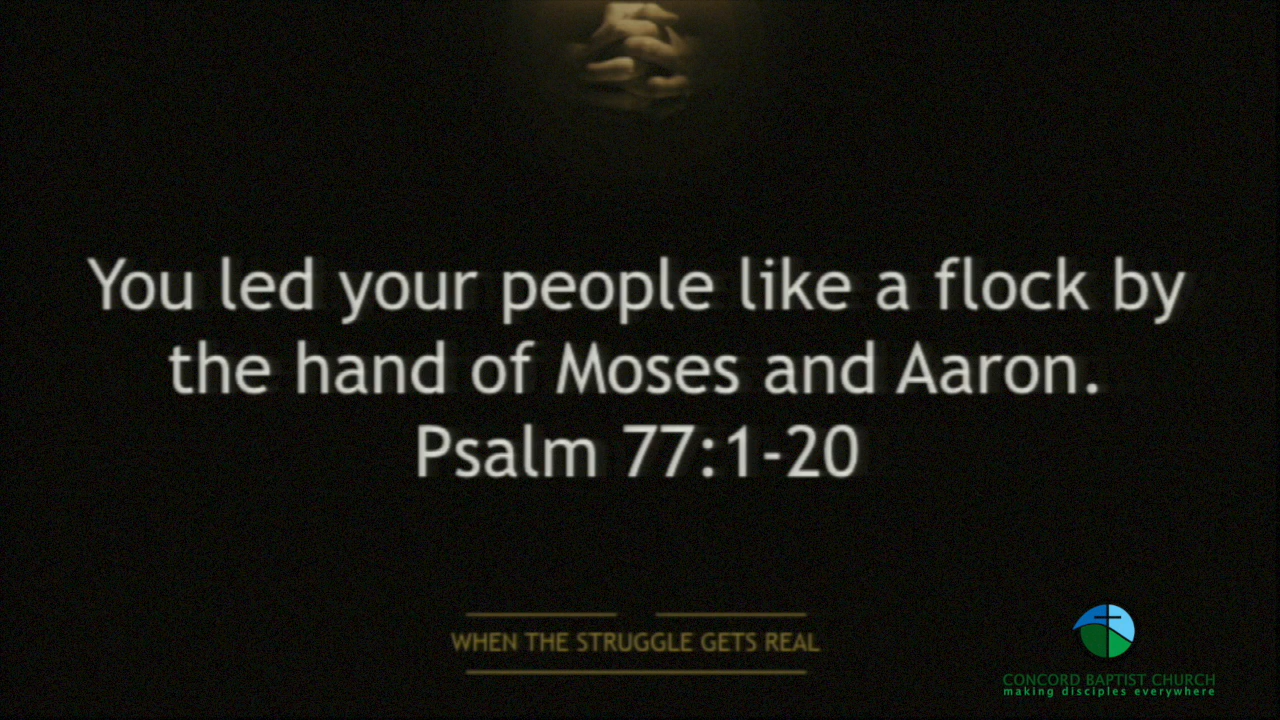 You led your people like a flock by
the hand of Moses and Aaron.
Psalm 77:1-20
WHEN THE STRUGGLE GETS REAL
CONCORD BAPTIST CHURCH
making disciples everywhere